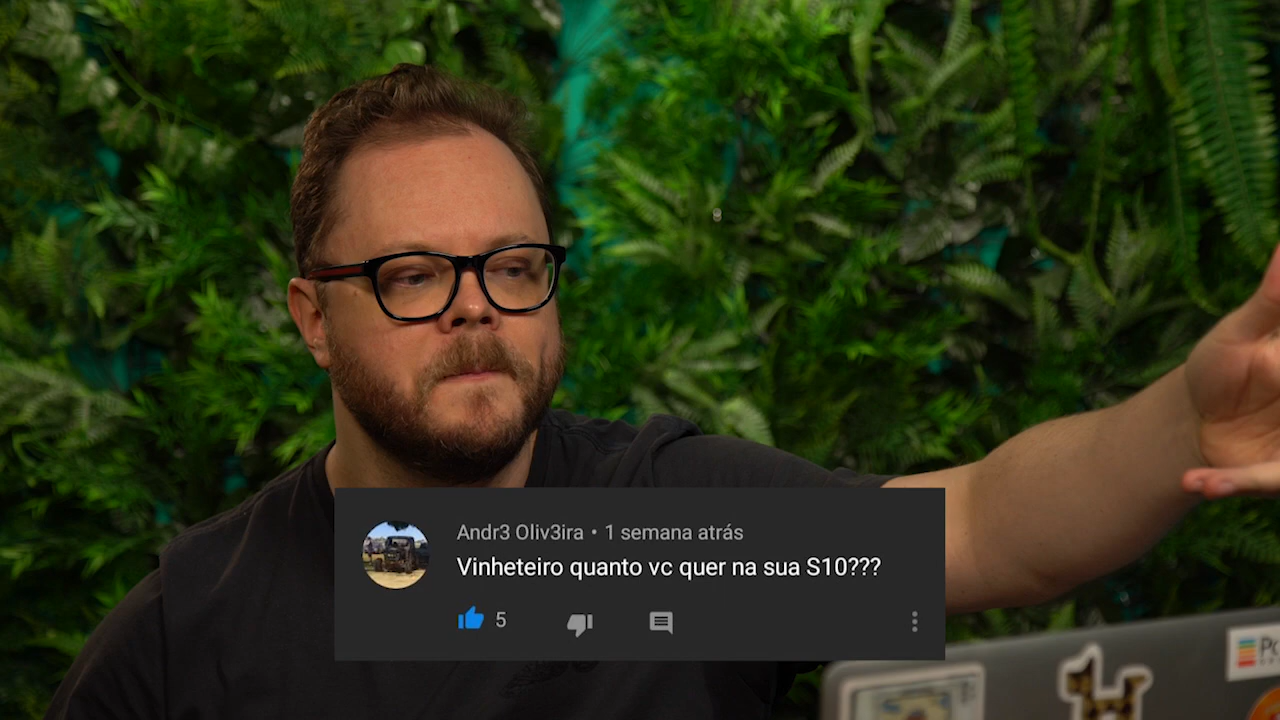 Andr3 Oliv3ira • 1 semana atrás
Vinheteiro quanto vc quer na sua S10???
5